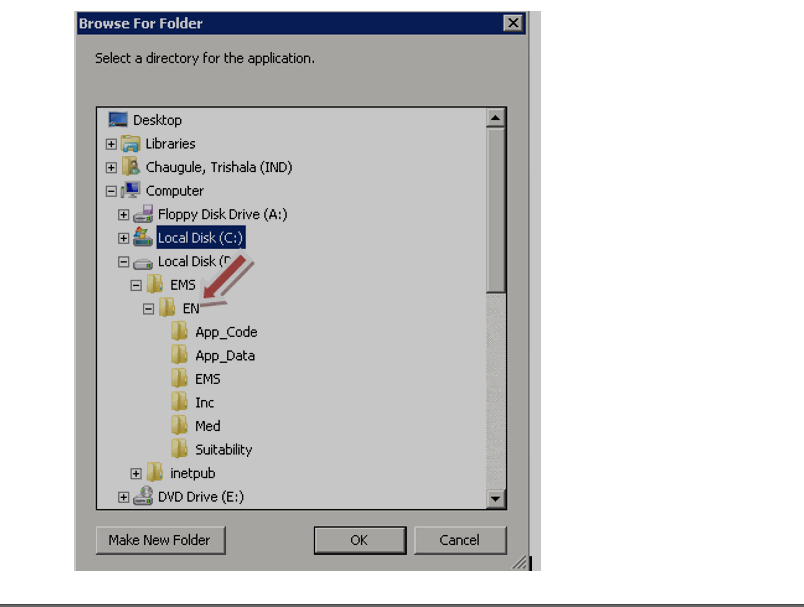 Browse For Folder
Select a directory for the application.
Desktop
Libraries
Chaugule, Trishala (IND)
Computer
Floppy Disk Drive (A:)
Local Disk (C:)
Local Disk
EMS
EN
App_Code
App_Data
EMS
Inc
Med
Suitability
inetpub
DVD Drive (E:)
Make New Folder
OK
Cancel